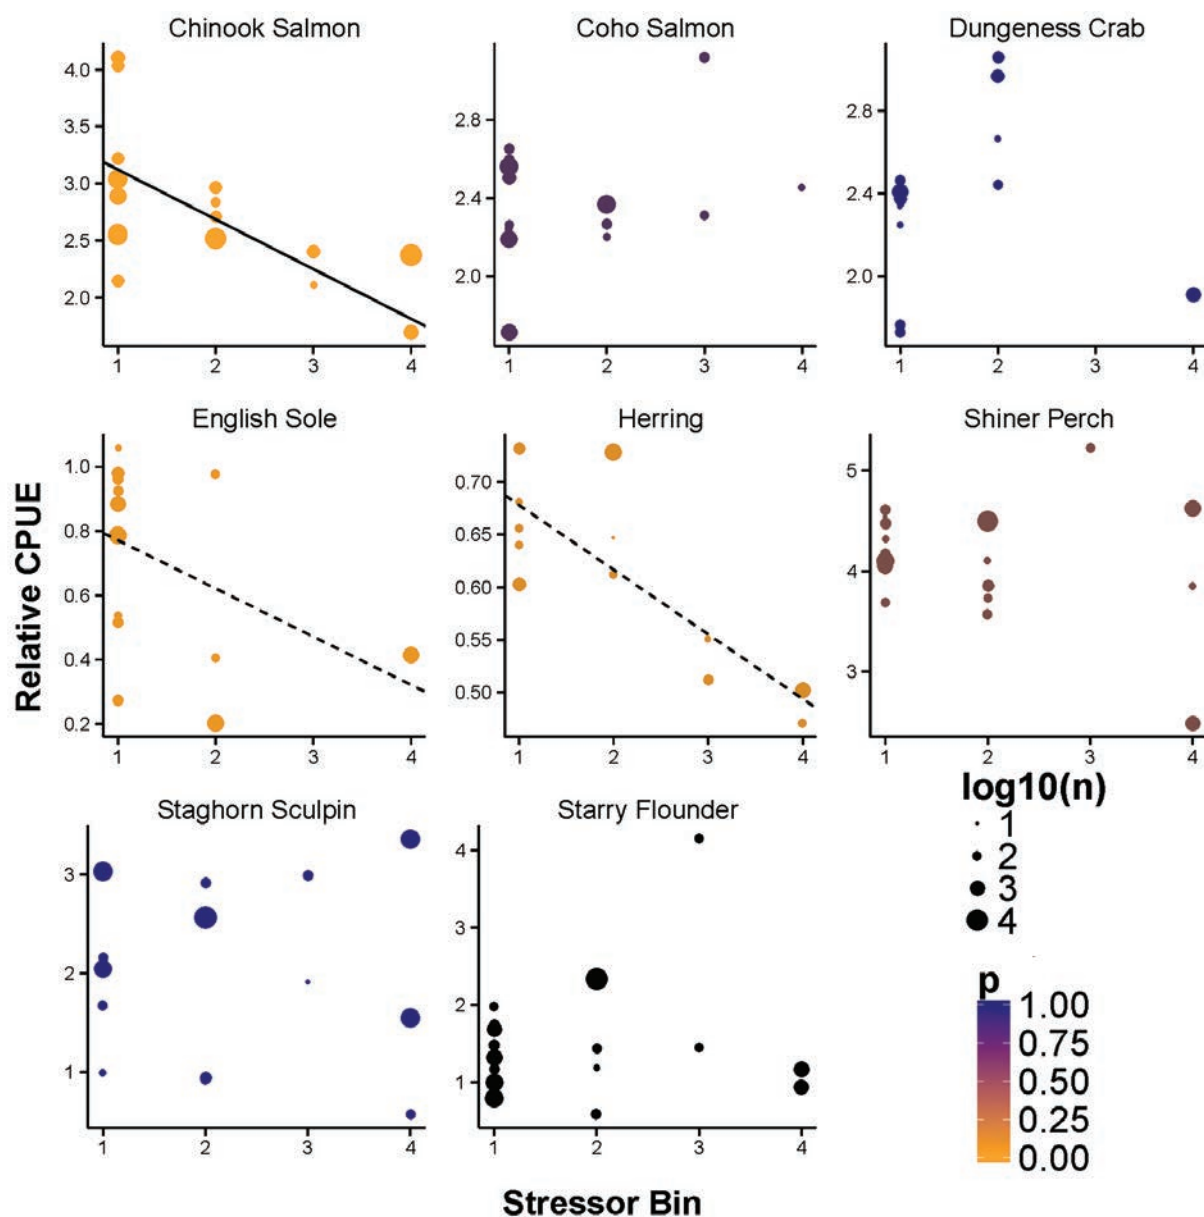 Chinook Salmon
4.0
3.5
3.0
2.5
2.0
1 2 3 4
Coho Salmon
2.8
2.4
2.0
1 2 3 4
Dungeness Crab
2.8
2.4
2.0
1 2 3 4
Relative CPUE
English Sole
1.0
0.8
0.6
0.4
0.2
1 2 3 4
Herring
0.70
0.65
0.60
0.55
0.50
1 2 3 4
Shiner Perch
5
4
3
1 2 3 4
Staghorn Sculpin
3
2
1
1 2 3 4
Starry Flounder
4
3
2
1
1 2 3 4
log10(n)
1
2
3
4
p
1.00
0.75
0.50
0.25
0.00
Stressor Bin